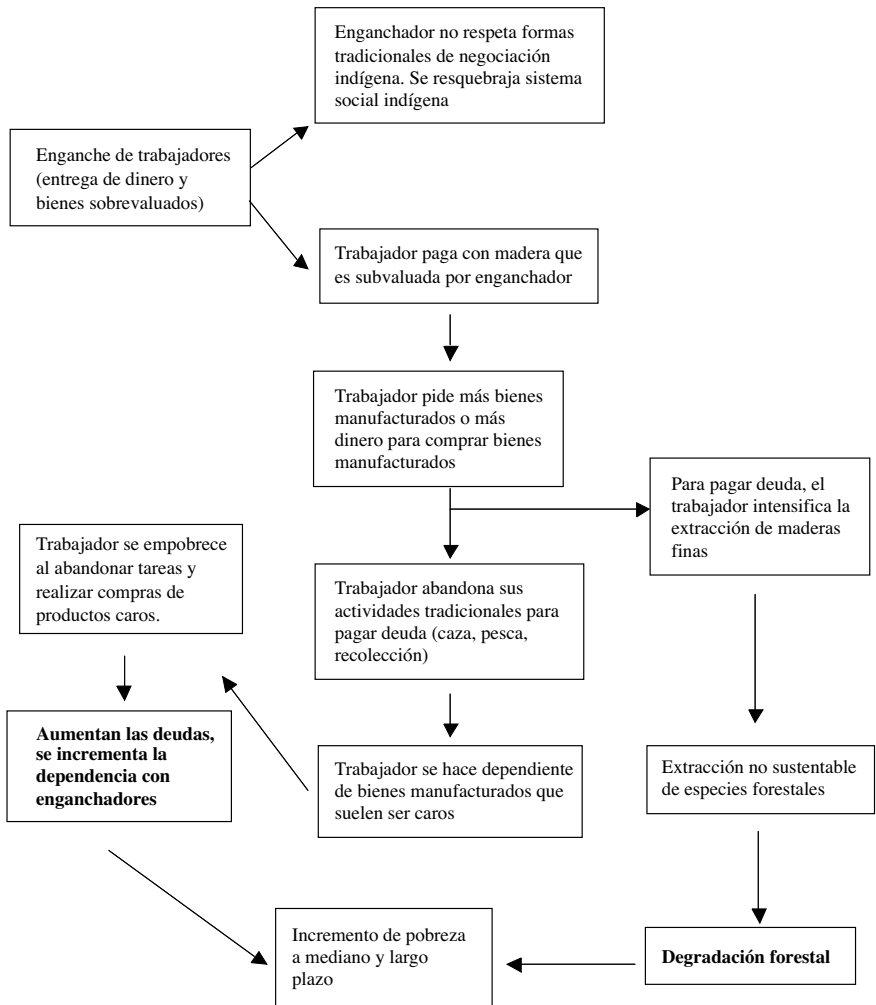 Enganchador no respeta formas
tradicionales de negociación
indígena. Se resquebraja sistema
social indígena
Enganche de trabajadores
(entrega de dinero y
bienes sobrevaluados)
Trabajador paga con madera que
es subvaluada por enganchador
Trabajador pide más bienes
manufacturados o más
dinero para comprar bienes
manufacturados
Para pagar deuda, el
trabajador intensifica la
extracción de maderas
finas
Trabajador se empobrece
al abandonar tareas y
realizar compras de
productos caros.
Trabajador abandona sus
actividades tradicionales para
pagar deuda (caza, pesca,
recolección)
Aumentan las deudas,
se incrementa la
dependencia con
enganchadores
Trabajador se hace dependiente
de bienes manufacturados que
suelen ser caros
Extracción no sustentable
de especies forestales
Incremento de pobreza
a mediano y largo
plazo
Degradación forestal